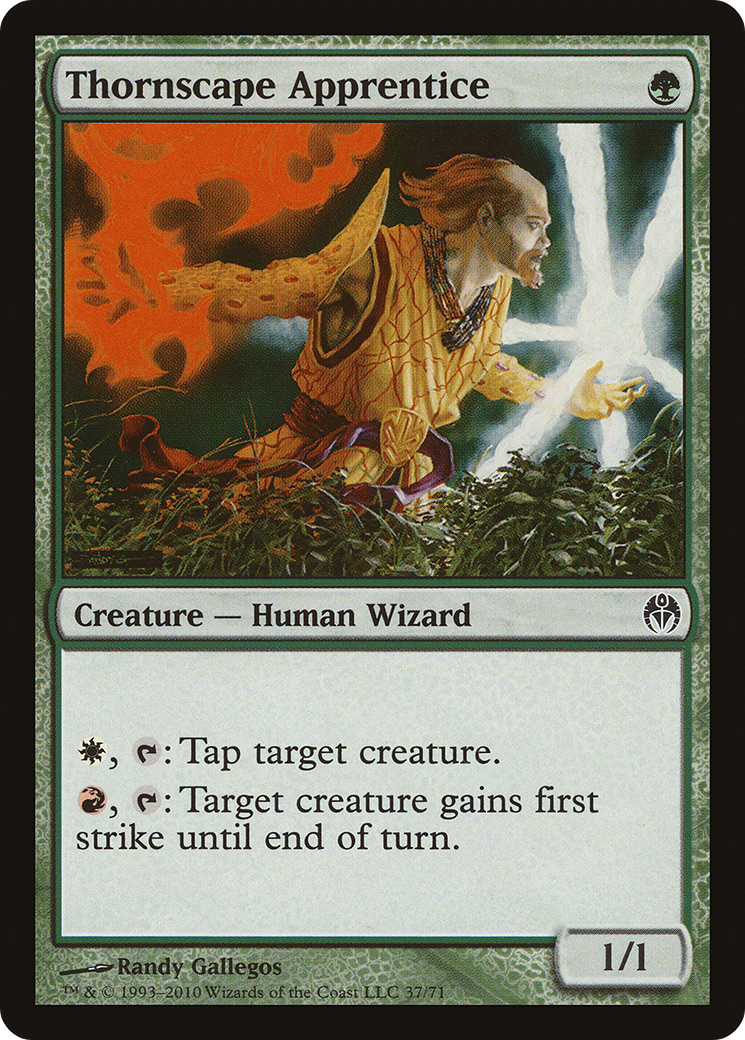 Thornscape Apprentice
Creature — Human Wizard
, : Tap target creature.
, : Target creature gains first
strike until end of turn.
1/1
Randy Gallegos
™ & © 1993–2010 Wizards of the Coast LLC 37/71